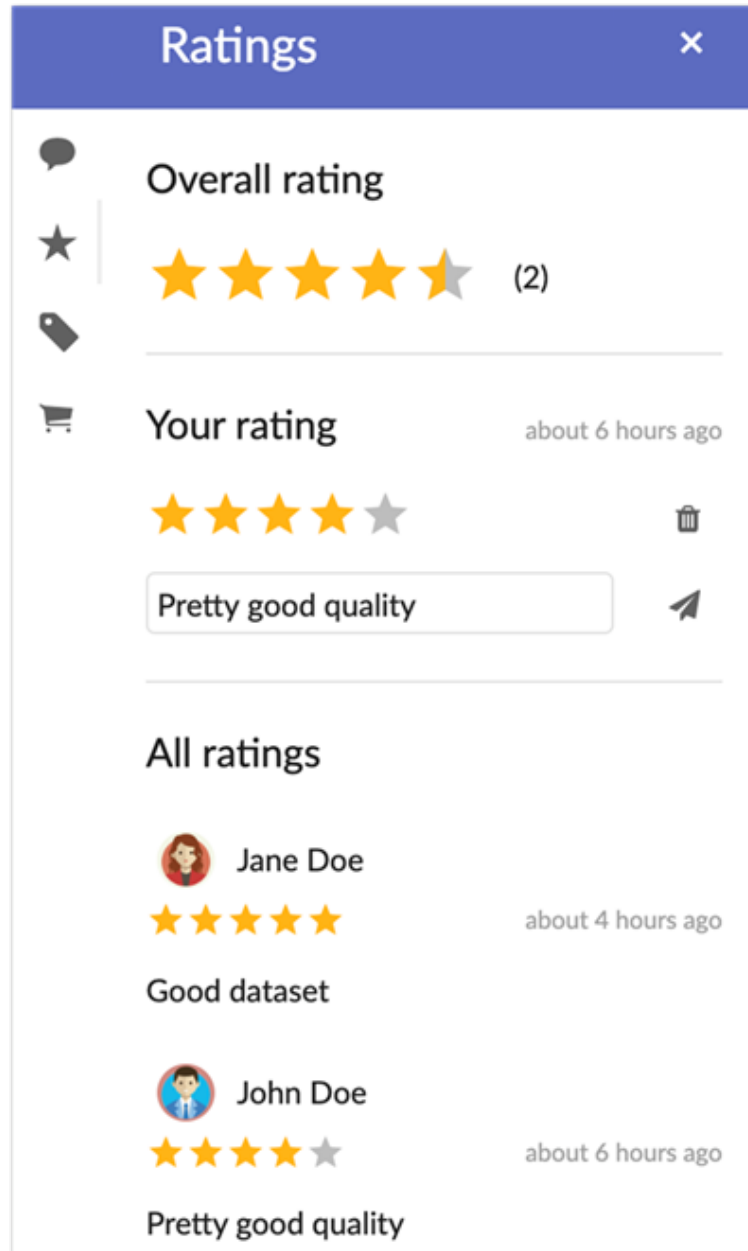 Ratings
Overall rating
(2)
Your rating
about 6 hours ago
Pretty good quality
All ratings
Jane Doe
about 4 hours ago
Good dataset
John Doe
about 6 hours ago
Pretty good quality